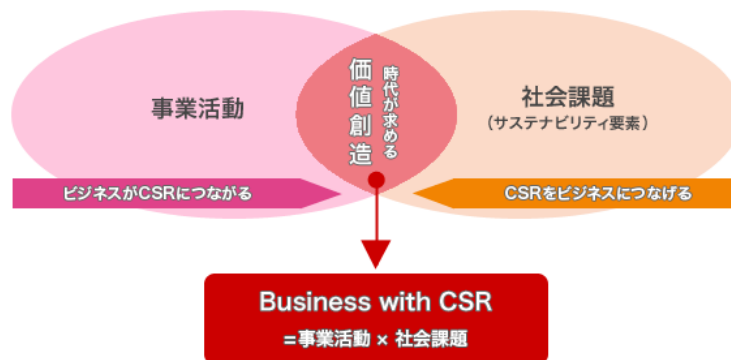 事業活動
時代が求める
価値創造
社会課題
（サステナビリティ要素）
ビジネスがCSRにつながる
CSRをビジネスにつなげる
Business with CSR
＝事業活動 × 社会課題